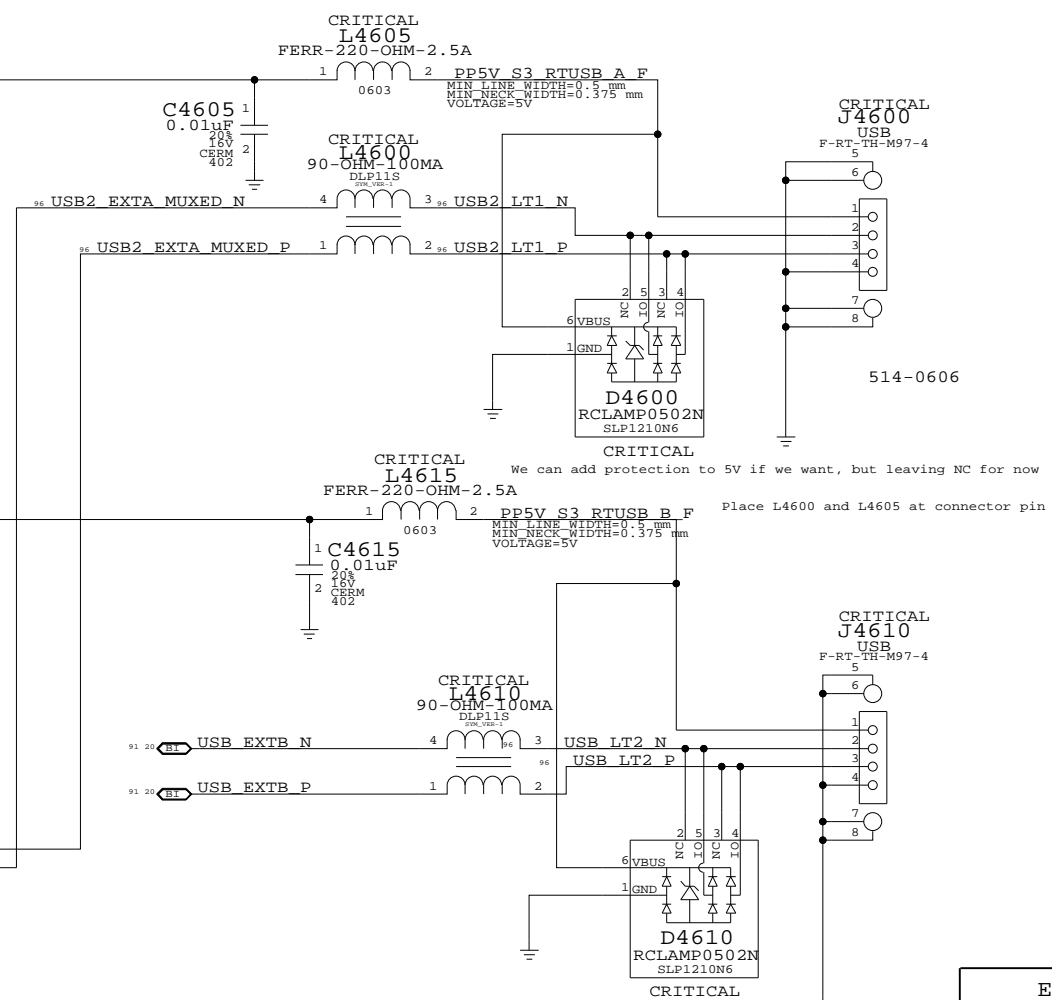 CRITICAL
L4605
FERR-220-OHM-2.5A
1 2
0603
PP5V_S3_RTUSB_A_F
MIN_LINE_WIDTH=0.5 mm
MIN_NECK_WIDTH=0.375 mm
VOLTAGE=5V
C4605
0.01uF
20%
16V
CERM
402
1
2
CRITICAL
L4600
90-OHM-100MA
DLP11S
SYM_VER-1
96 USB2_EXTA_MUXED_N
4 3
96 USB2_LT1_N
96 USB2_EXTA_MUXED_P
1 2
96 USB2_LT1_P
CRITICAL
J4600
USB
F-RT-TH-M97-4
5
6
1
2
3
4
7
8
514-0606
2 5 3 4
NC IO NC IO
6 VBUS
1 GND
D4600
RCLAMP0502N
SLP1210N6
CRITICAL
We can add protection to 5V if we want, but leaving NC for now
Place L4600 and L4605 at connector pin
CRITICAL
L4615
FERR-220-OHM-2.5A
1 2
0603
PP5V_S3_RTUSB_B_F
MIN_LINE_WIDTH=0.5 mm
MIN_NECK_WIDTH=0.375 mm
VOLTAGE=5V
C4615
0.01uF
20%
16V
CERM
402
1
2
CRITICAL
L4610
90-OHM-100MA
DLP11S
SYM_VER-1
91 20 BI USB_EXTB_N
4 3
96
USB_LT2_N
96
USB_LT2_P
91 20 BI USB_EXTB_P
1 2
CRITICAL
J4610
USB
F-RT-TH-M97-4
5
6
1
2
3
4
7
8
2 5 3 4
NC IO NC IO
6 VBUS
1 GND
D4610
RCLAMP0502N
SLP1210N6
CRITICAL
E